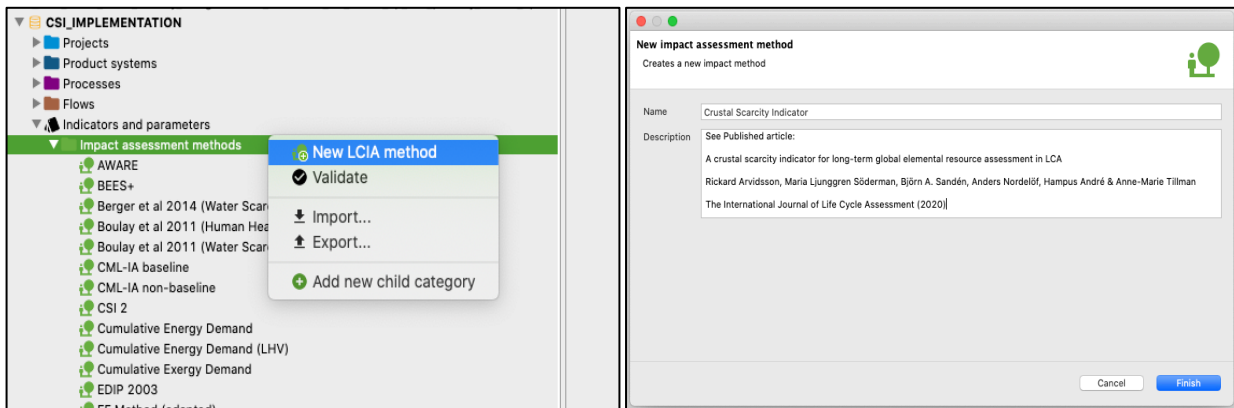 CSI_IMPLEMENTATION
Projects
Product systems
Processes
Flows
Indicators and parameters
Impact assessment methods
AWARE
BEES+
Berger et al 2014 (Water Scar
Boulay et al 2011 (Human Hea
Boulay et al 2011 (Water Scar
CML-IA baseline
CML-IA non-baseline
CSI 2
Cumulative Energy Demand
Cumulative Energy Demand (LHV)
Cumulative Exergy Demand
EDIP 2003
New LCIA method
Validate
Import...
Export...
Add new child category
New impact assessment method
Creates a new impact method
Name Crustal Scarcity Indicator
Description See Published article:
A crustal scarcity indicator for long-term global elemental resource assessment in LCA
Rickard Arvidsson, Maria Ljunggren Söderman, Björn A. Sandén, Anders Nordelöf, Hampus André & Anne-Marie Tillman
The International Journal of Life Cycle Assessment (2020)
Cancel Finish